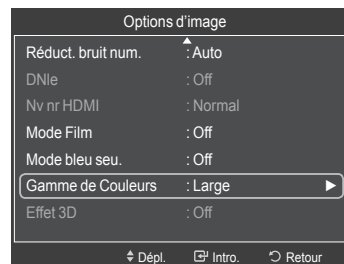 Options d'image
Réduct. bruit num. : Auto
DNIe : Off
Nv nr HDMI : Normal
Mode Film : Off
Mode bleu seu. : Off
Gamme de Couleurs : Large
Effet 3D : Off
Dépl. Intro. Retour